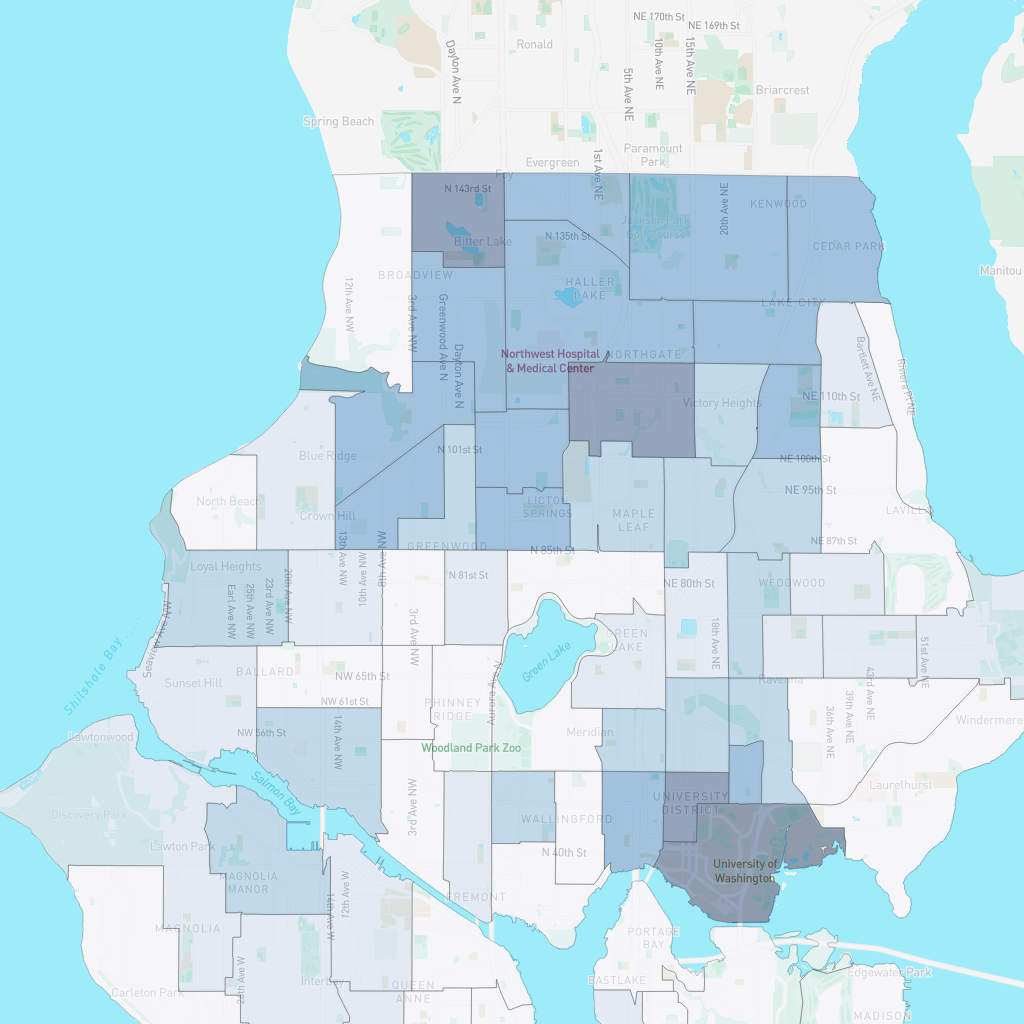 NE 170th St
NE 169th St
Ronald
Dayton Ave N
5th Ave NE
10th Ave NE
15th Ave NE
Briarcrest
Spring Beach
Evergreen
1st Ave NE
Paramount
Park
Foy
N 143rd St
Bitter Lake
BROADVIEW
N 135th St
Jackson Park
Golf Course
20th Ave NE
KENWOOD
CEDAR PARK
Manitou
12th Ave NW
3rd Ave NW
Greenwood Ave N
Dayton Ave N
HALLER
LAKE
LAKE CITY
Northwest Hospital
& Medical Center
NORTHGATE
Bartlett Ave NE
Riviera Pl NE
Victory Heights
NE 110th St
Blue Ridge
N 101st St
NE 100th St
North Beach
Crown Hill
NE 95th St
LICTON
SPRINGS
MAPLE
LEAF
13th Ave NW
10th Ave NW
8th Ave NW
GREENWOOD
N 85th St
NE 87th St
Loyal Heights
N 81st St
NE 80th St
WEDGWOOD
Earl Ave NW
25th Ave NW
23rd Ave NW
20th Ave NW
3rd Ave NW
Seaview Ave NW
Shilshole Bay
GREEN
LAKE
Green Lake
18th Ave NE
BALLARD
NW 65th St
Sunset Hill
NW 61st St
Aurora Ave N
Ravenna
51st Ave NE
43rd Ave NE
39th Ave NE
36th Ave NE
PHINNEY
RIDGE
NW 56th St
14th Ave NW
Woodland Park Zoo
Meridian
Windermere
Lawtonwood
Salmon Bay
Laurelhurst
Discovery Park
3rd Ave NW
UNIVERSITY
DISTRICT
WALLINGFORD
Lawton Park
N 40th St
University of
Washington
MAGNOLIA
MANOR
12th Ave W
16th Ave W
FREMONT
MAGNOLIA
PORTAGE
BAY
28th Ave W
Interbay
Carleton Park
QUEEN
ANNE
EASTLAKE
Edgewater Park
MADISON